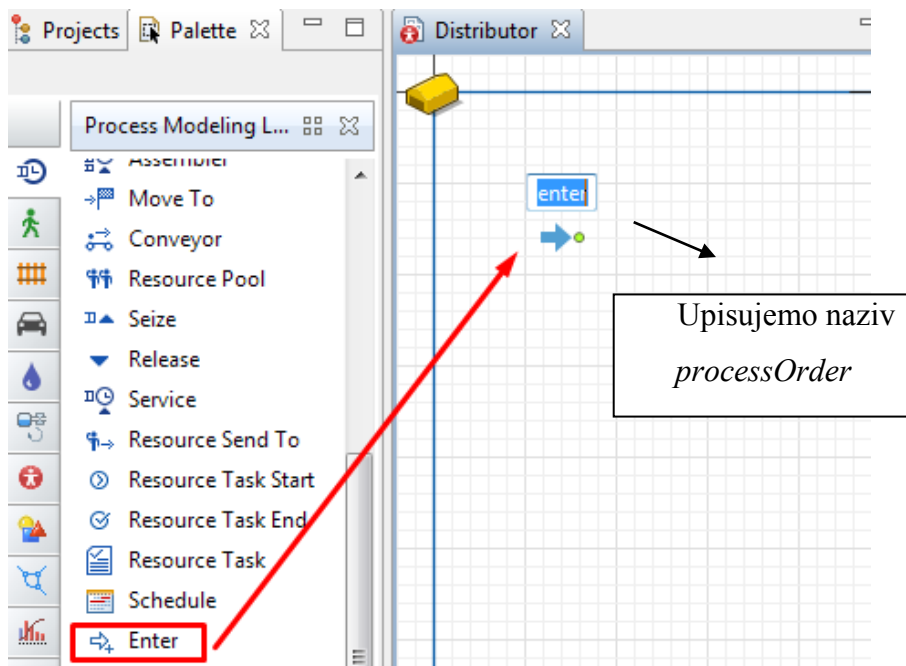 Projects Palette
Distributor
Process Modeling L...
Assembler
Move To
Conveyor
Resource Pool
Seize
Release
Service
Resource Send To
Resource Task Start
Resource Task End
Resource Task
Schedule
Enter
enter
Upisujemo naziv
processOrder